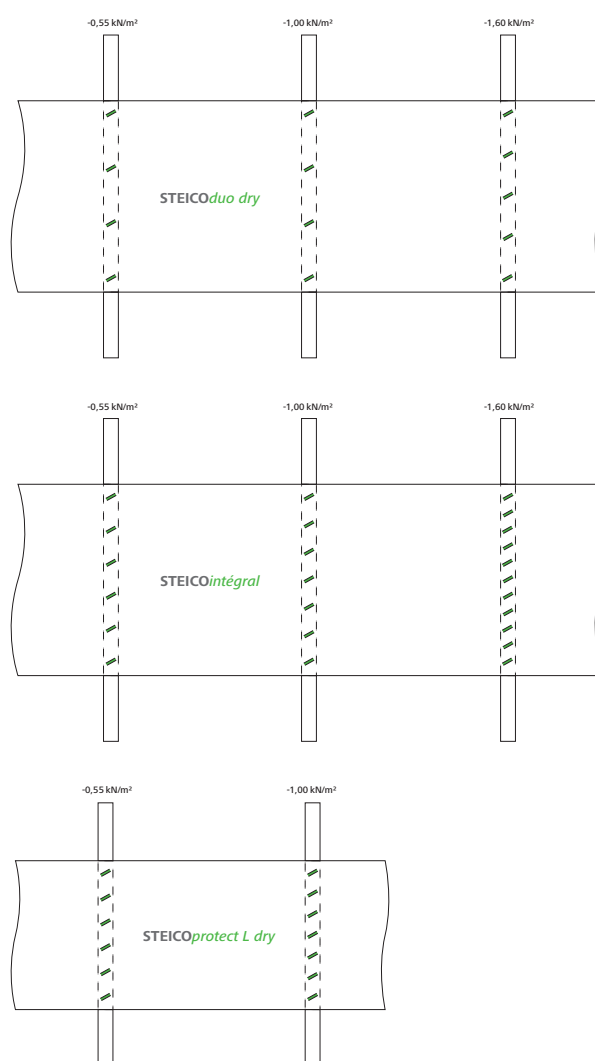 -0,55 kN/m² -1,00 kN/m² -1,60 kN/m²
STEICOduo dry
-0,55 kN/m² -1,00 kN/m² -1,60 kN/m²
STEICOintégral
-0,55 kN/m² -1,00 kN/m²
STEICOprotect L dry